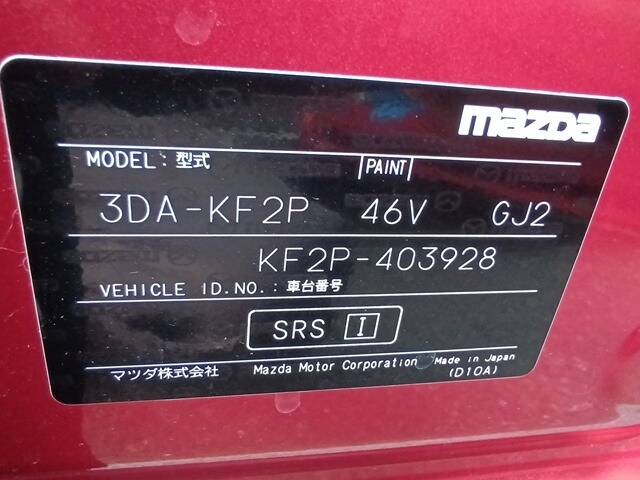 mazda
MODEL: 型式 PAINT
3DA-KF2P 46V GJ2
KF2P-403928
VEHICLE ID.NO.: 車台番号
SRS I
マツダ株式会社 Mazda Motor Corporation Made in Japan
(D10A)